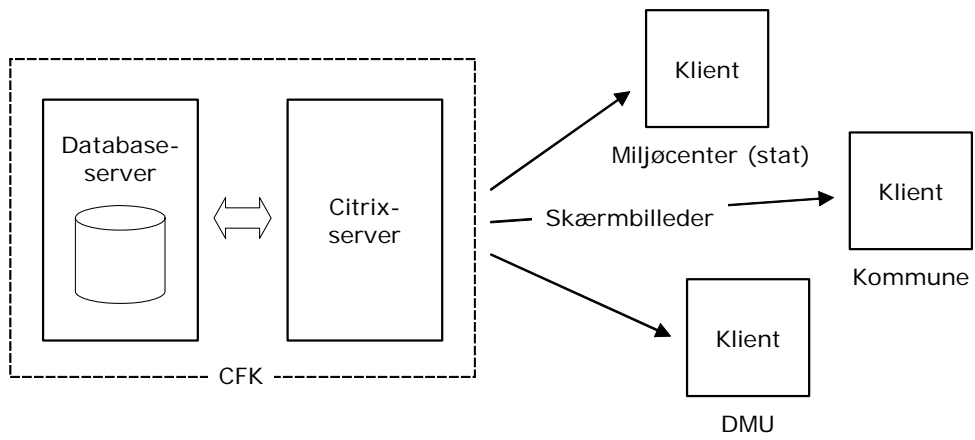 Database-
server
Citrix-
server
CFK
Klient
Miljøcenter (stat)
Skærmbilleder
Klient
Kommune
Klient
DMU